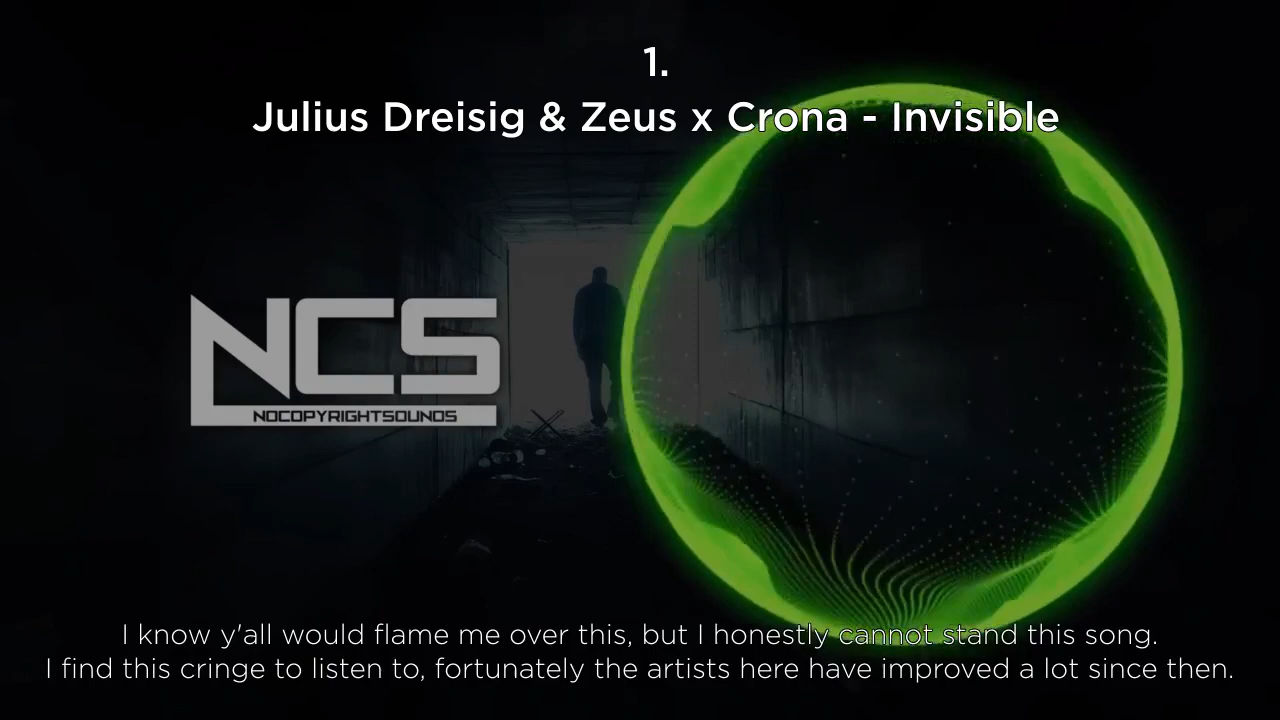 1.
Julius Dreisig & Zeus x Crona - Invisible
NCS
NOCOPYRIGHTSOUNDS
I know y'all would flame me over this, but I honestly cannot stand this song.
I find this cringe to listen to, fortunately the artists here have improved a lot since then.